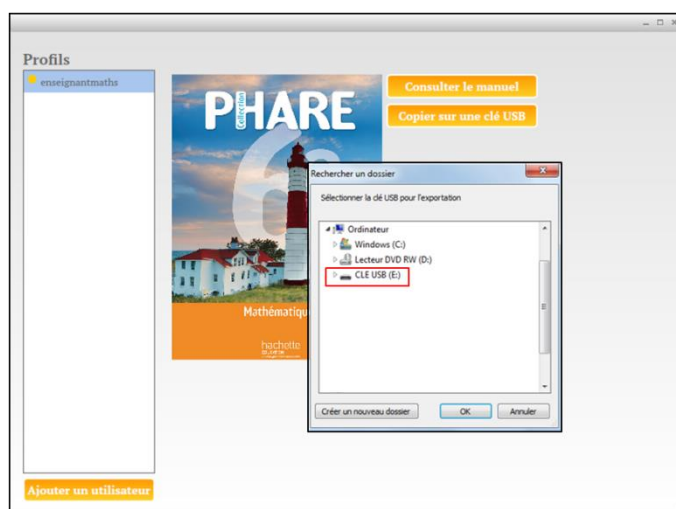 Profils
enseignantmaths
Collection
PHARE
6e
Mathématiqu
hachette
Consulter le manuel
Copier sur une clé USB
Rechercher un dossier
Sélectionner la clé USB pour l'exportation
Ordinateur
Windows (C:)
Lecteur DVD RW (D:)
CLE USB (E:)
Créer un nouveau dossier
OK
Annuler
Ajouter un utilisateur